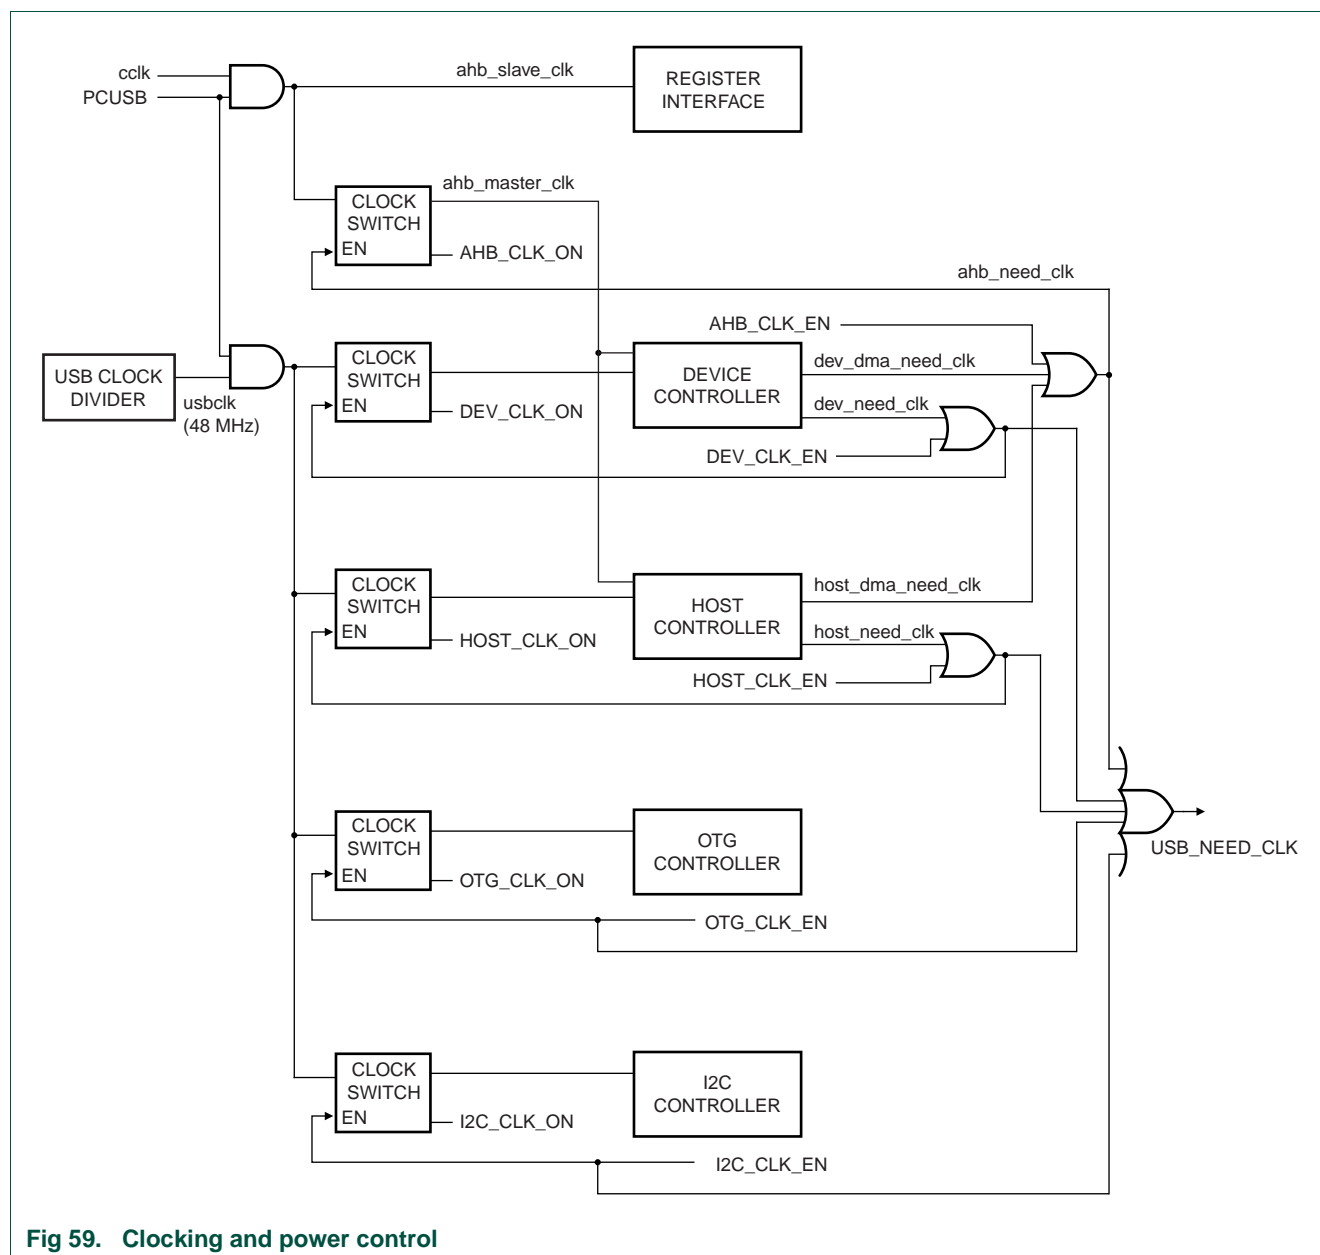 cclk
PCUSB
ahb_slave_clk
REGISTER
INTERFACE
CLOCK
SWITCH
EN
ahb_master_clk
AHB_CLK_ON
ahb_need_clk
AHB_CLK_EN
USB CLOCK
DIVIDER
usbclk
(48 MHz)
CLOCK
SWITCH
EN
DEV_CLK_ON
DEVICE
CONTROLLER
dev_dma_need_clk
dev_need_clk
DEV_CLK_EN
CLOCK
SWITCH
EN
HOST_CLK_ON
HOST
CONTROLLER
host_dma_need_clk
host_need_clk
HOST_CLK_EN
CLOCK
SWITCH
EN
OTG_CLK_ON
OTG
CONTROLLER
OTG_CLK_EN
USB_NEED_CLK
CLOCK
SWITCH
EN
I2C_CLK_ON
I2C
CONTROLLER
I2C_CLK_EN
Fig 59. Clocking and power control